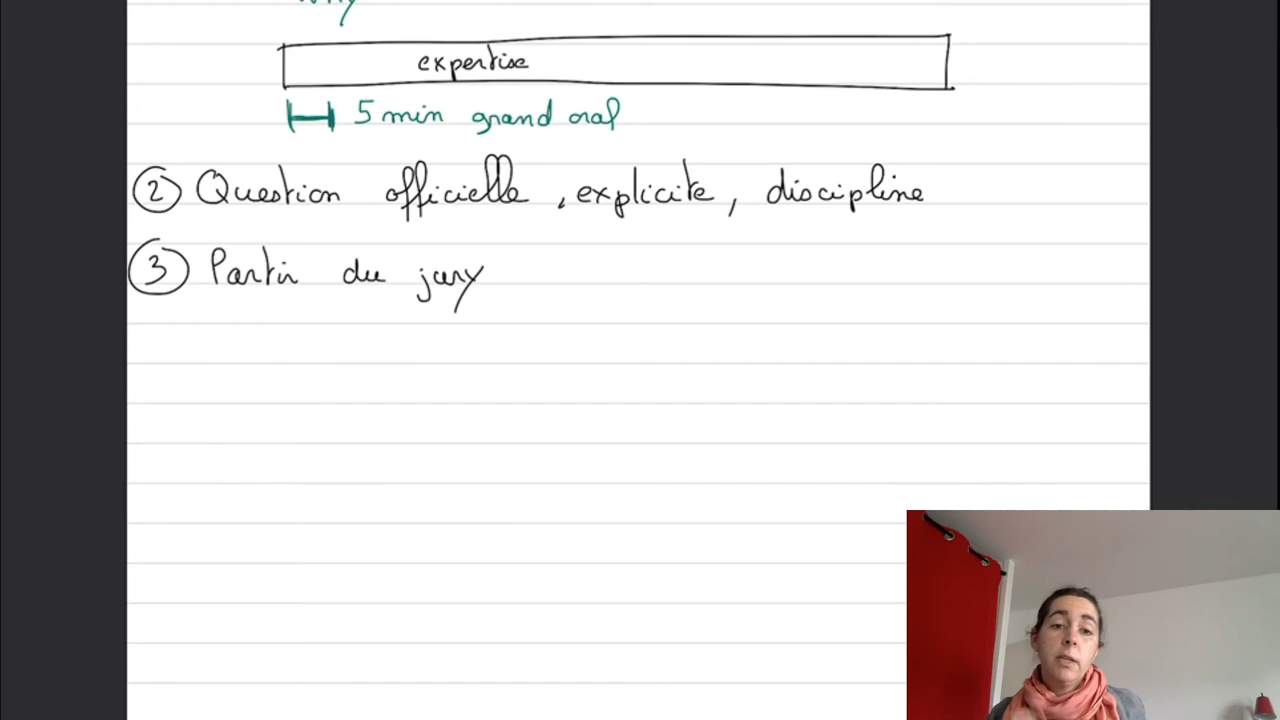 expertise
5 min grand oral
② Question officielle, explicite, discipline
③ Partir du jury